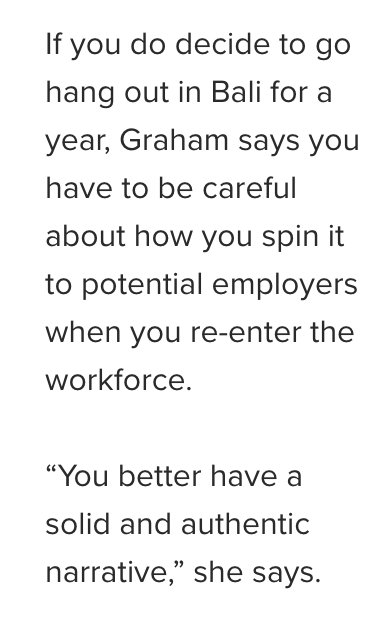 If you do decide to go
hang out in Bali for a
year, Graham says you
have to be careful
about how you spin it
to potential employers
when you re-enter the
workforce.
“You better have a
solid and authentic
narrative,” she says.